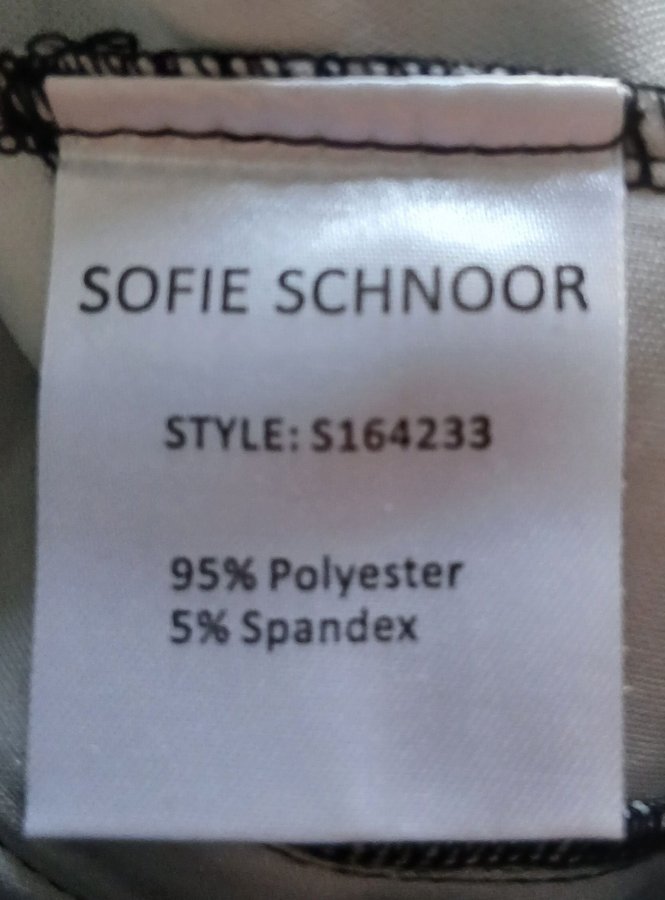 SOFIE SCHNOOR
STYLE: S164233
95% Polyester
5% Spandex